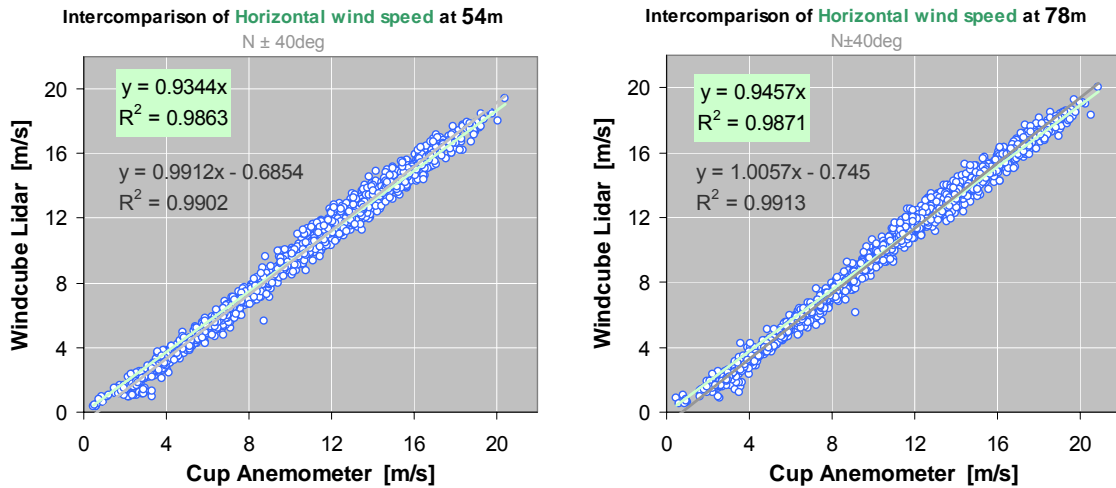 Intercomparison of Horizontal wind speed at 54m
N ± 40deg
y = 0.9344x
R² = 0.9863
y = 0.9912x - 0.6854
R² = 0.9902
20
16
12
8
4
0
Windcube Lidar [m/s]
0 4 8 12 16 20
Cup Anemometer [m/s]
Intercomparison of Horizontal wind speed at 78m
N±40deg
y = 0.9457x
R² = 0.9871
y = 1.0057x - 0.745
R² = 0.9913
20
16
12
8
4
0
Windcube Lidar [m/s]
0 4 8 12 16 20
Cup Anemometer [m/s]